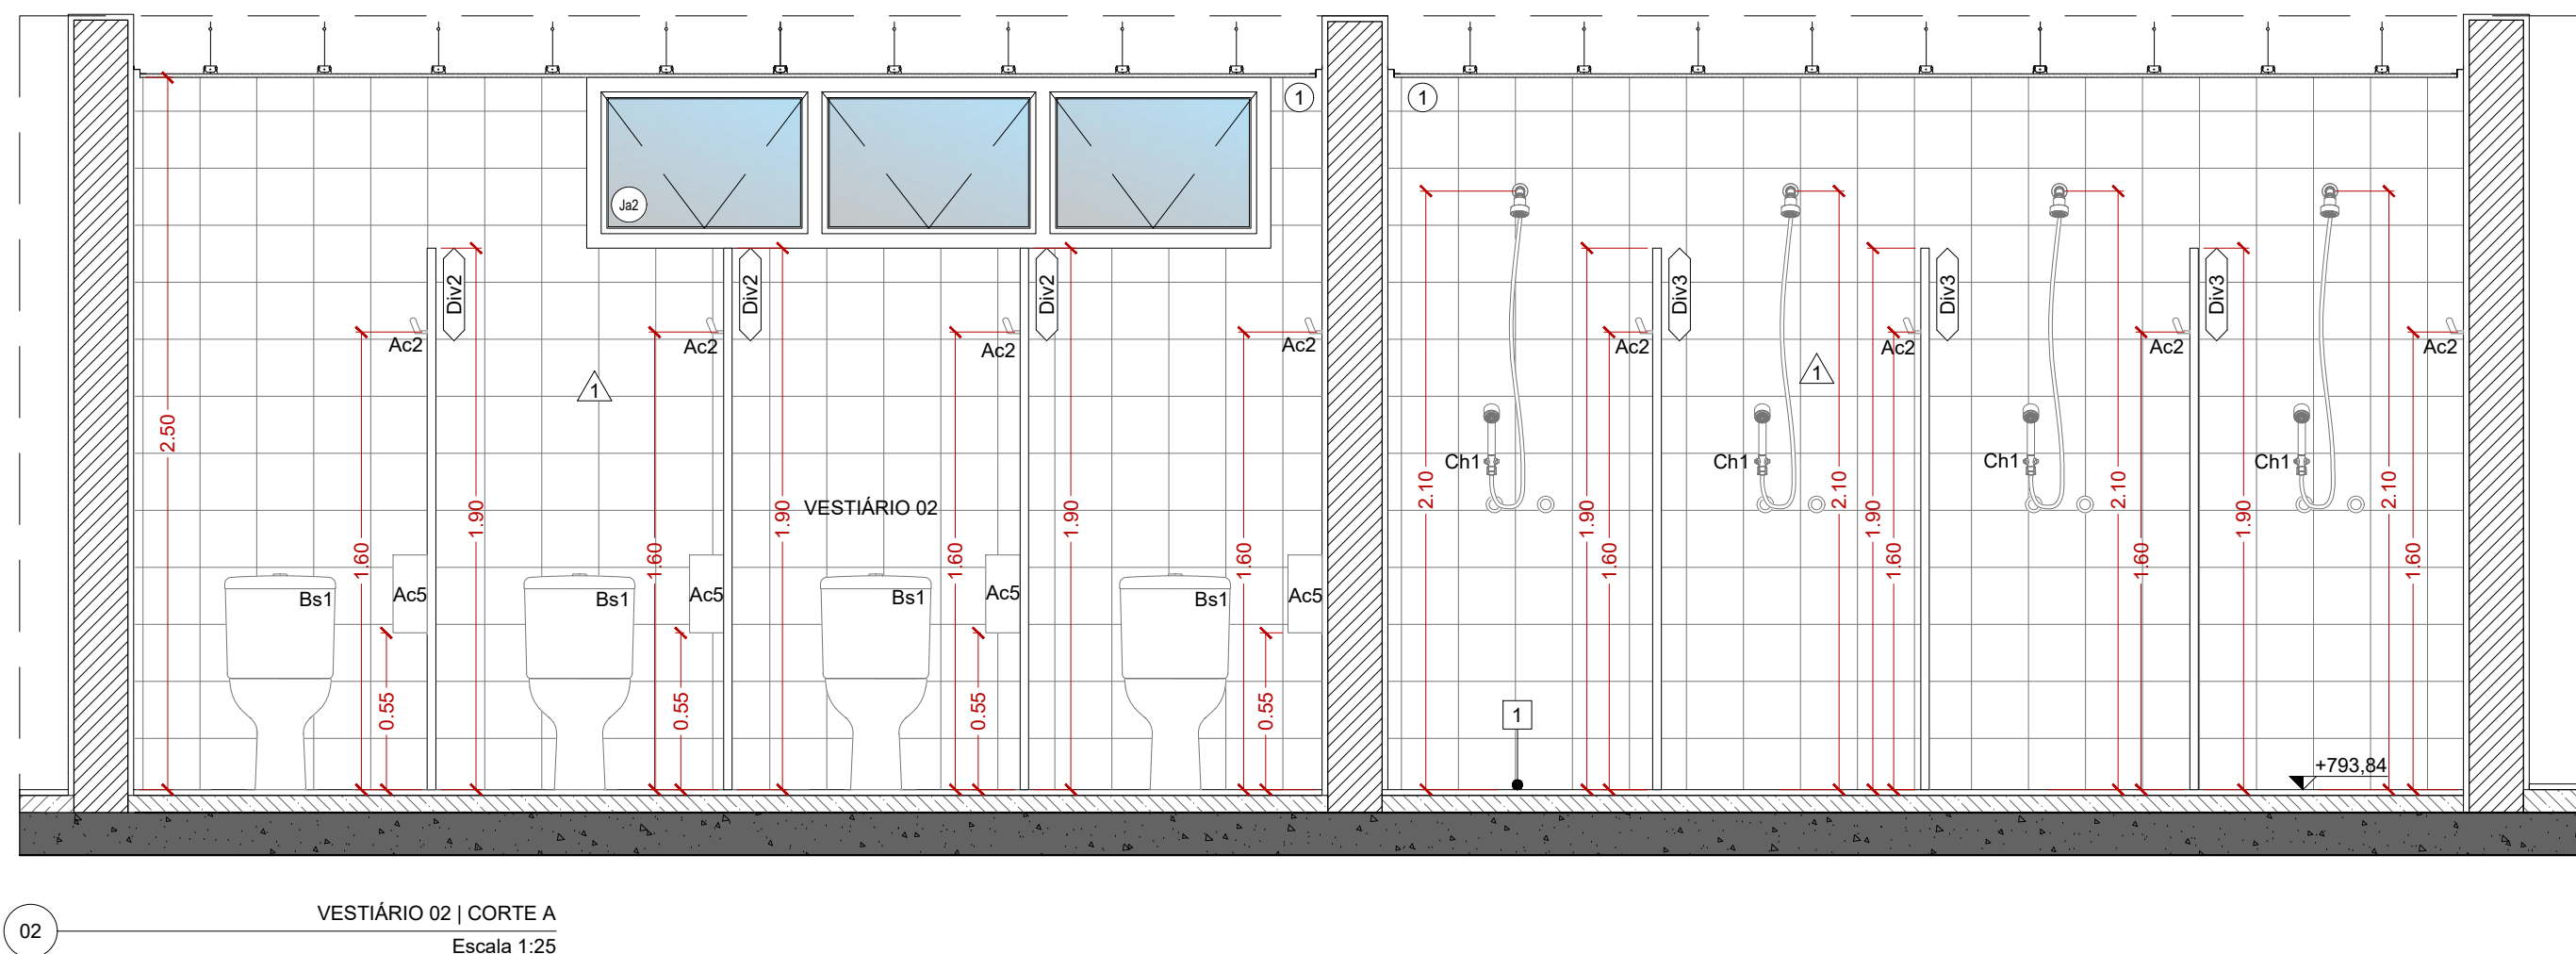 1
1
Ja2
Div2
Div2
Div2
Div3
Div3
Div3
Ac2
Ac2
Ac2
Ac2
Ac2
Ac2
Ac2
Ac2
1
1
2.50
Ch1
Ch1
Ch1
Ch1
2.10
2.10
2.10
2.10
VESTIÁRIO 02
1.90
1.90
1.90
1.90
1.90
1.90
1.60
1.60
1.60
1.60
1.60
1.60
1.60
1.60
Bs1
Ac5
Bs1
Ac5
Bs1
Ac5
Bs1
Ac5
0.55
0.55
0.55
0.55
1
+793,84
02
VESTIÁRIO 02 | CORTE A
Escala 1:25